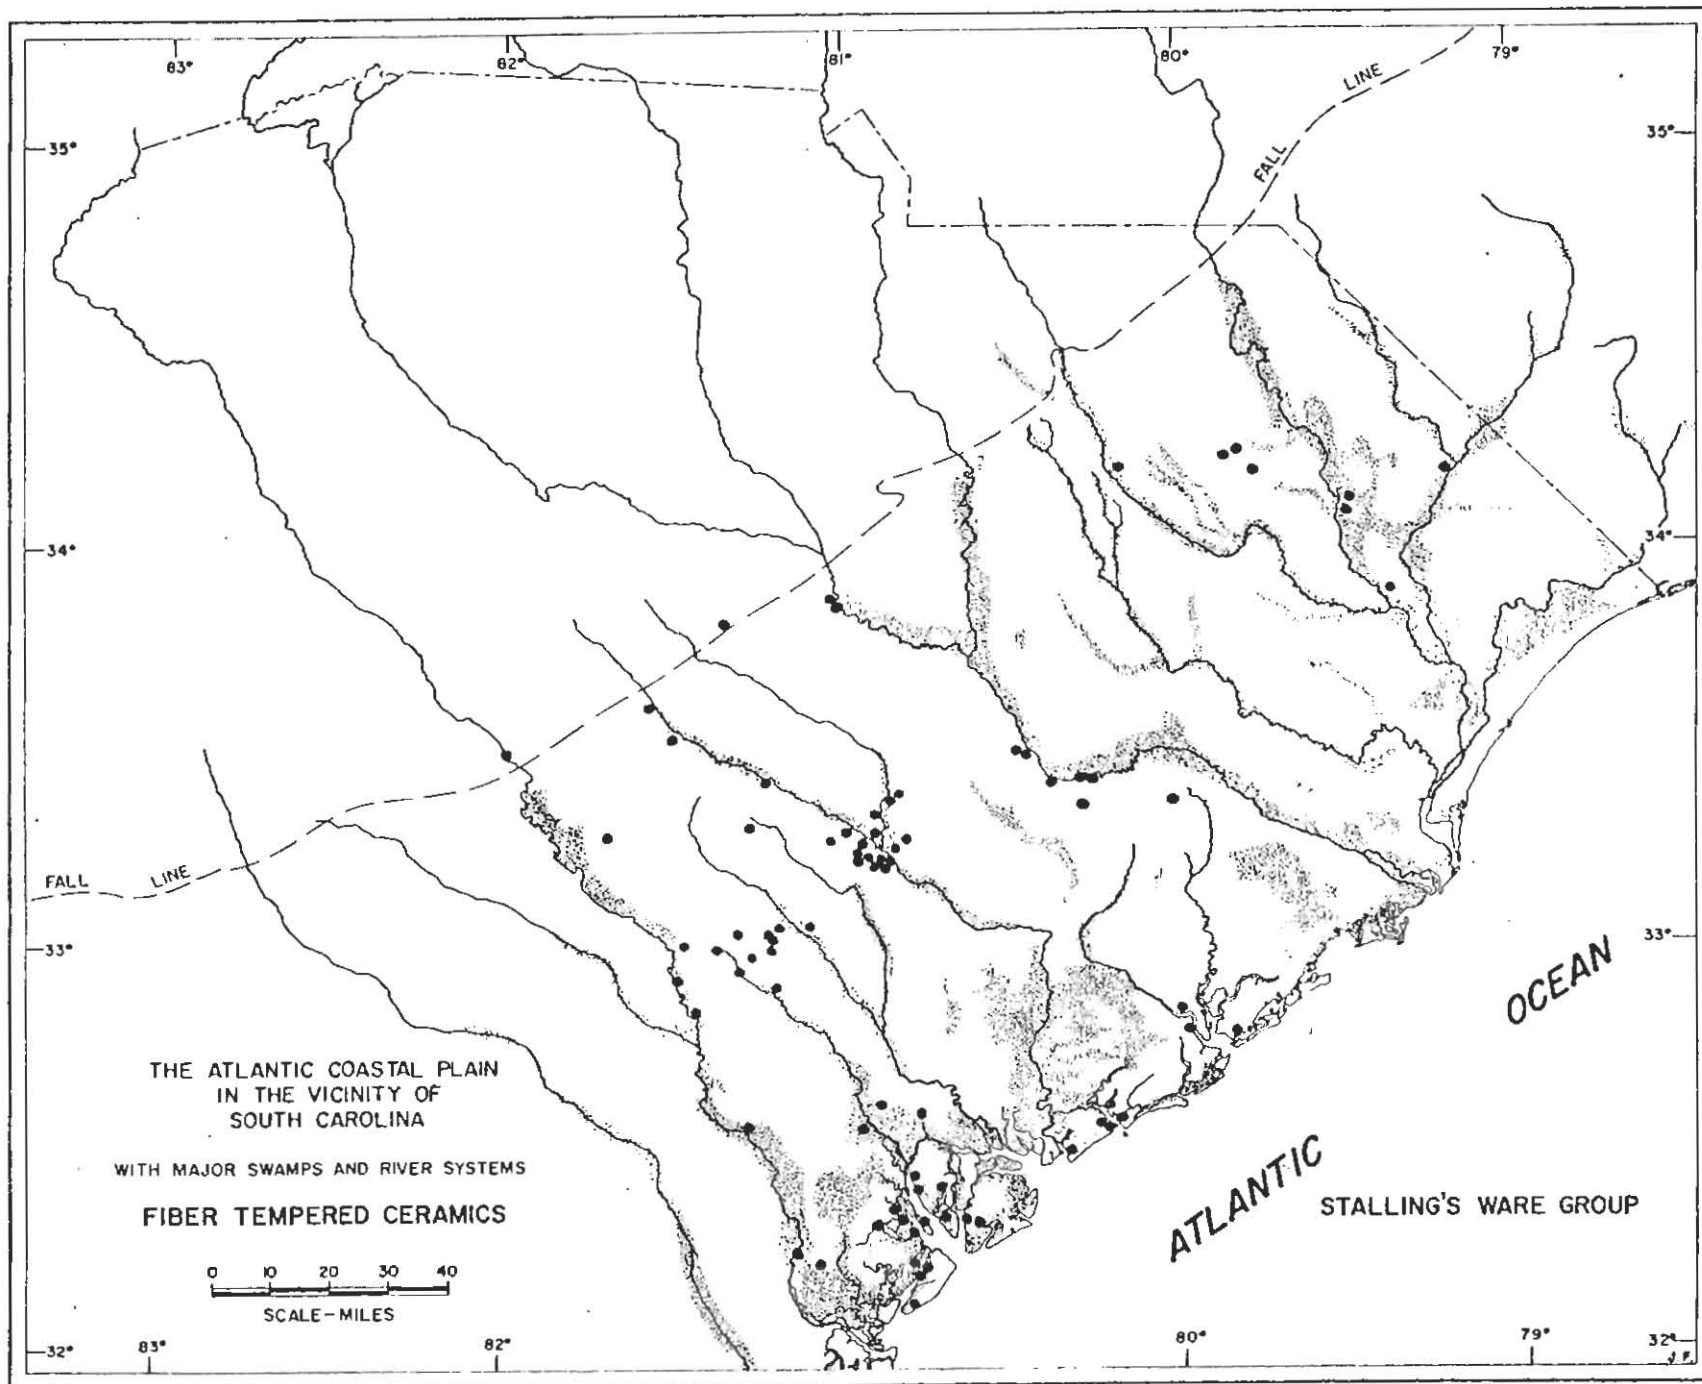 83° 82° 81 80° 79°
LINE
35° 35°
FALL
34° 34°
FALL LINE
33° 33°
OCEAN
THE ATLANTIC COASTAL PLAIN
IN THE VICINITY OF
SOUTH CAROLINA
WITH MAJOR SWAMPS AND RIVER SYSTEMS
FIBER TEMPERED CERAMICS
ATLANTIC
STALLING'S WARE GROUP
0 10 20 30 40
SCALE-MILES
32° 83° 82° 80° 79° 32°
J.F.